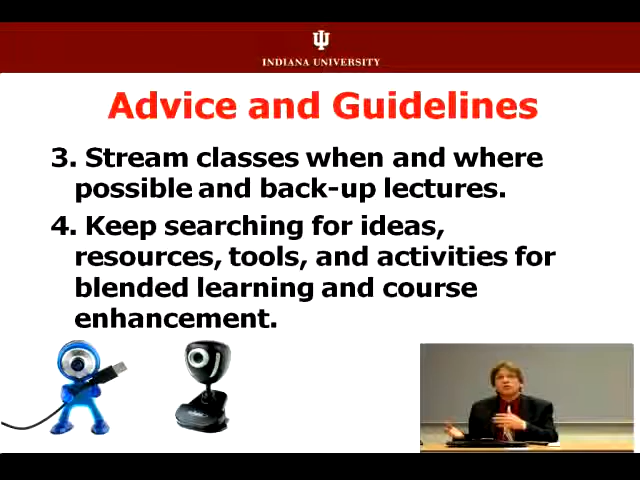 INDIANA UNIVERSITY
Advice and Guidelines
3. Stream classes when and where
possible and back-up lectures.
4. Keep searching for ideas,
resources, tools, and activities for
blended learning and course
enhancement.